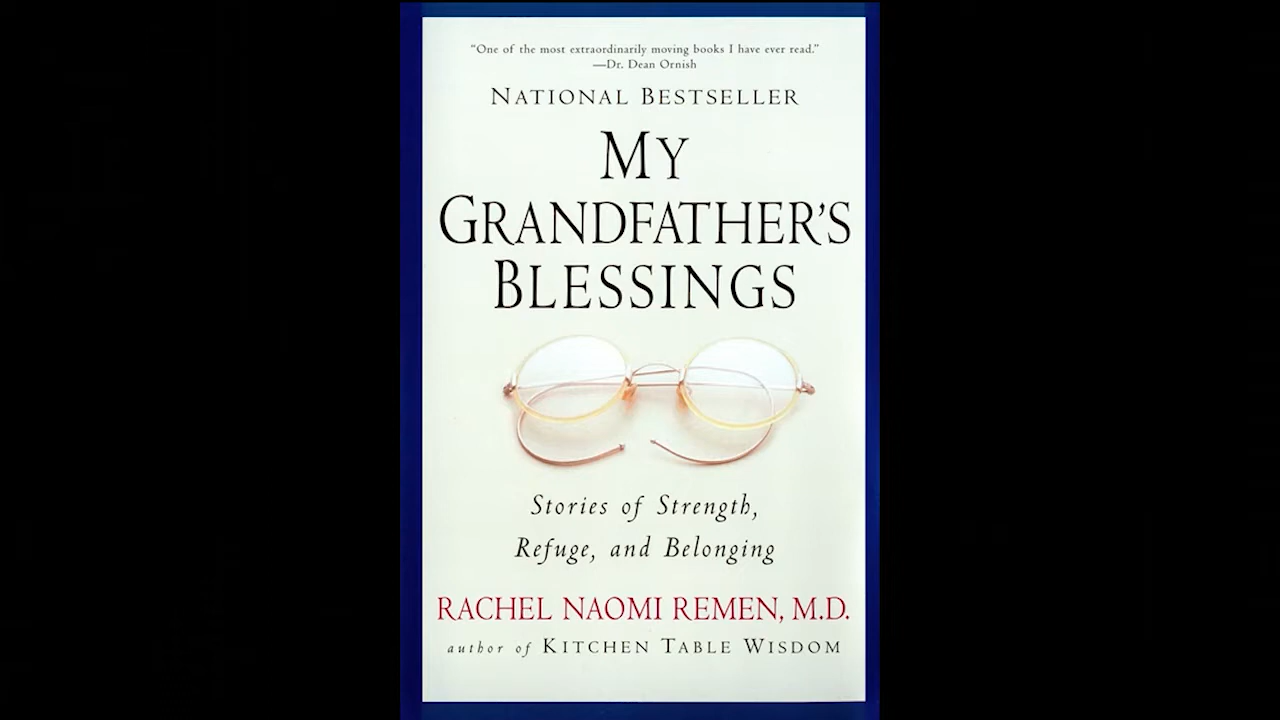 “One of the most extraordinarily moving books I have ever read.”
—Dr. Dean Ornish
NATIONAL BESTSELLER
MY
GRANDFATHER’S
BLESSINGS
Stories of Strength,
Refuge, and Belonging
RACHEL NAOMI REMEN, M.D.
author of KITCHEN TABLE WISDOM